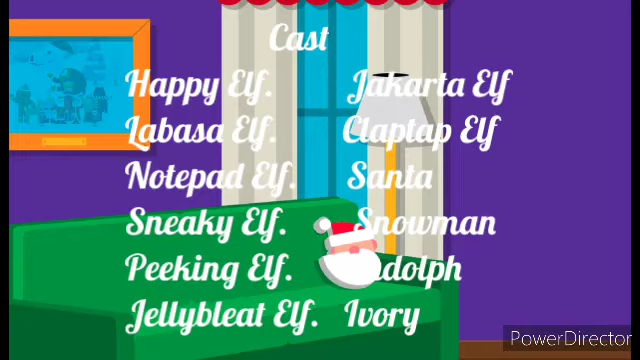 Cast
Happy Elf. Jakarta Elf
Labasa Elf. Claptap Elf
Notepad Elf. Santa
Sneaky Elf. Snowman
Peeking Elf. dolph
Jellybleat Elf. Ivory
PowerDirector